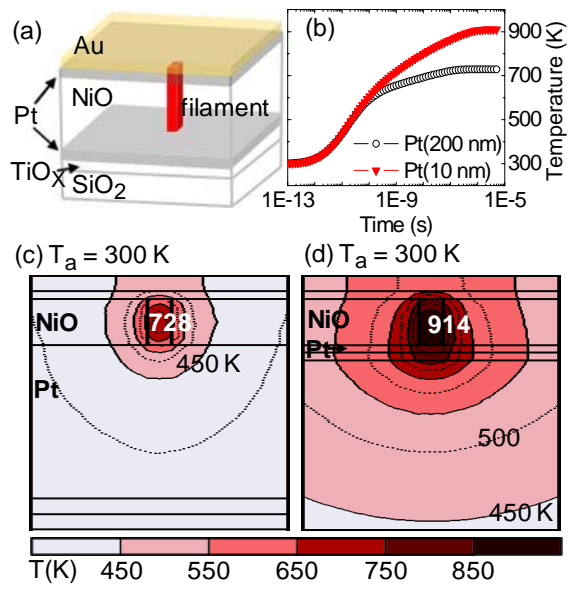 (a)
Au
NiO
Pt
filament
TiOX
SiO2
(b)
Temperature (K)
900
700
500
300
Pt(200 nm)
Pt(10 nm)
1E-13
1E-9
1E-5
Time (s)
(c) Ta = 300 K
NiO
728
450 K
Pt
(d) Ta = 300 K
NiO
914
Pt
500
450 K
T(K) 450 550 650 750 850